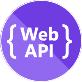 { Web
API }